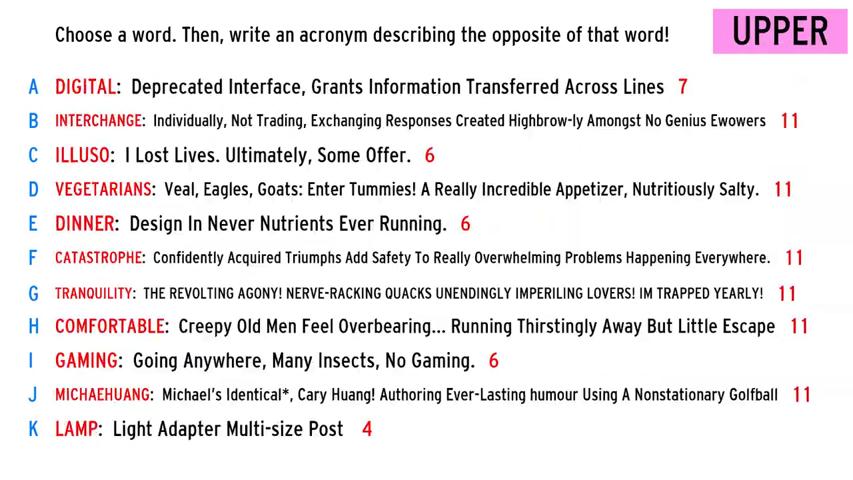 Choose a word. Then, write an acronym describing the opposite of that word!
UPPER
A DIGITAL: Deprecated Interface, Grants Information Transferred Across Lines 7
B INTERCHANGE: Individually, Not Trading, Exchanging Responses Created Highbrow-ly Amongst No Genius Ewowers 11
C ILLUSO: I Lost Lives. Ultimately, Some Offer. 6
D VEGETARIANS: Veal, Eagles, Goats: Enter Tummies! A Really Incredible Appetizer, Nutritiously Salty. 11
E DINNER: Design In Never Nutrients Ever Running. 6
F CATASTROPHE: Confidently Acquired Triumphs Add Safety To Really Overwhelming Problems Happening Everywhere. 11
G TRANQUILITY: THE REVOLTING AGONY! NERVE-RACKING QUACKS UNENDINGLY IMPERILING LOVERS! IM TRAPPED YEARLY! 11
H COMFORTABLE: Creepy Old Men Feel Overbearing... Running Thirstingly Away But Little Escape 11
I GAMING: Going Anywhere, Many Insects, No Gaming. 6
J MICHAEHUANG: Michael's Identical*, Cary Huang! Authoring Ever-Lasting humour Using A Nonstationary Golfball 11
K LAMP: Light Adapter Multi-size Post 4